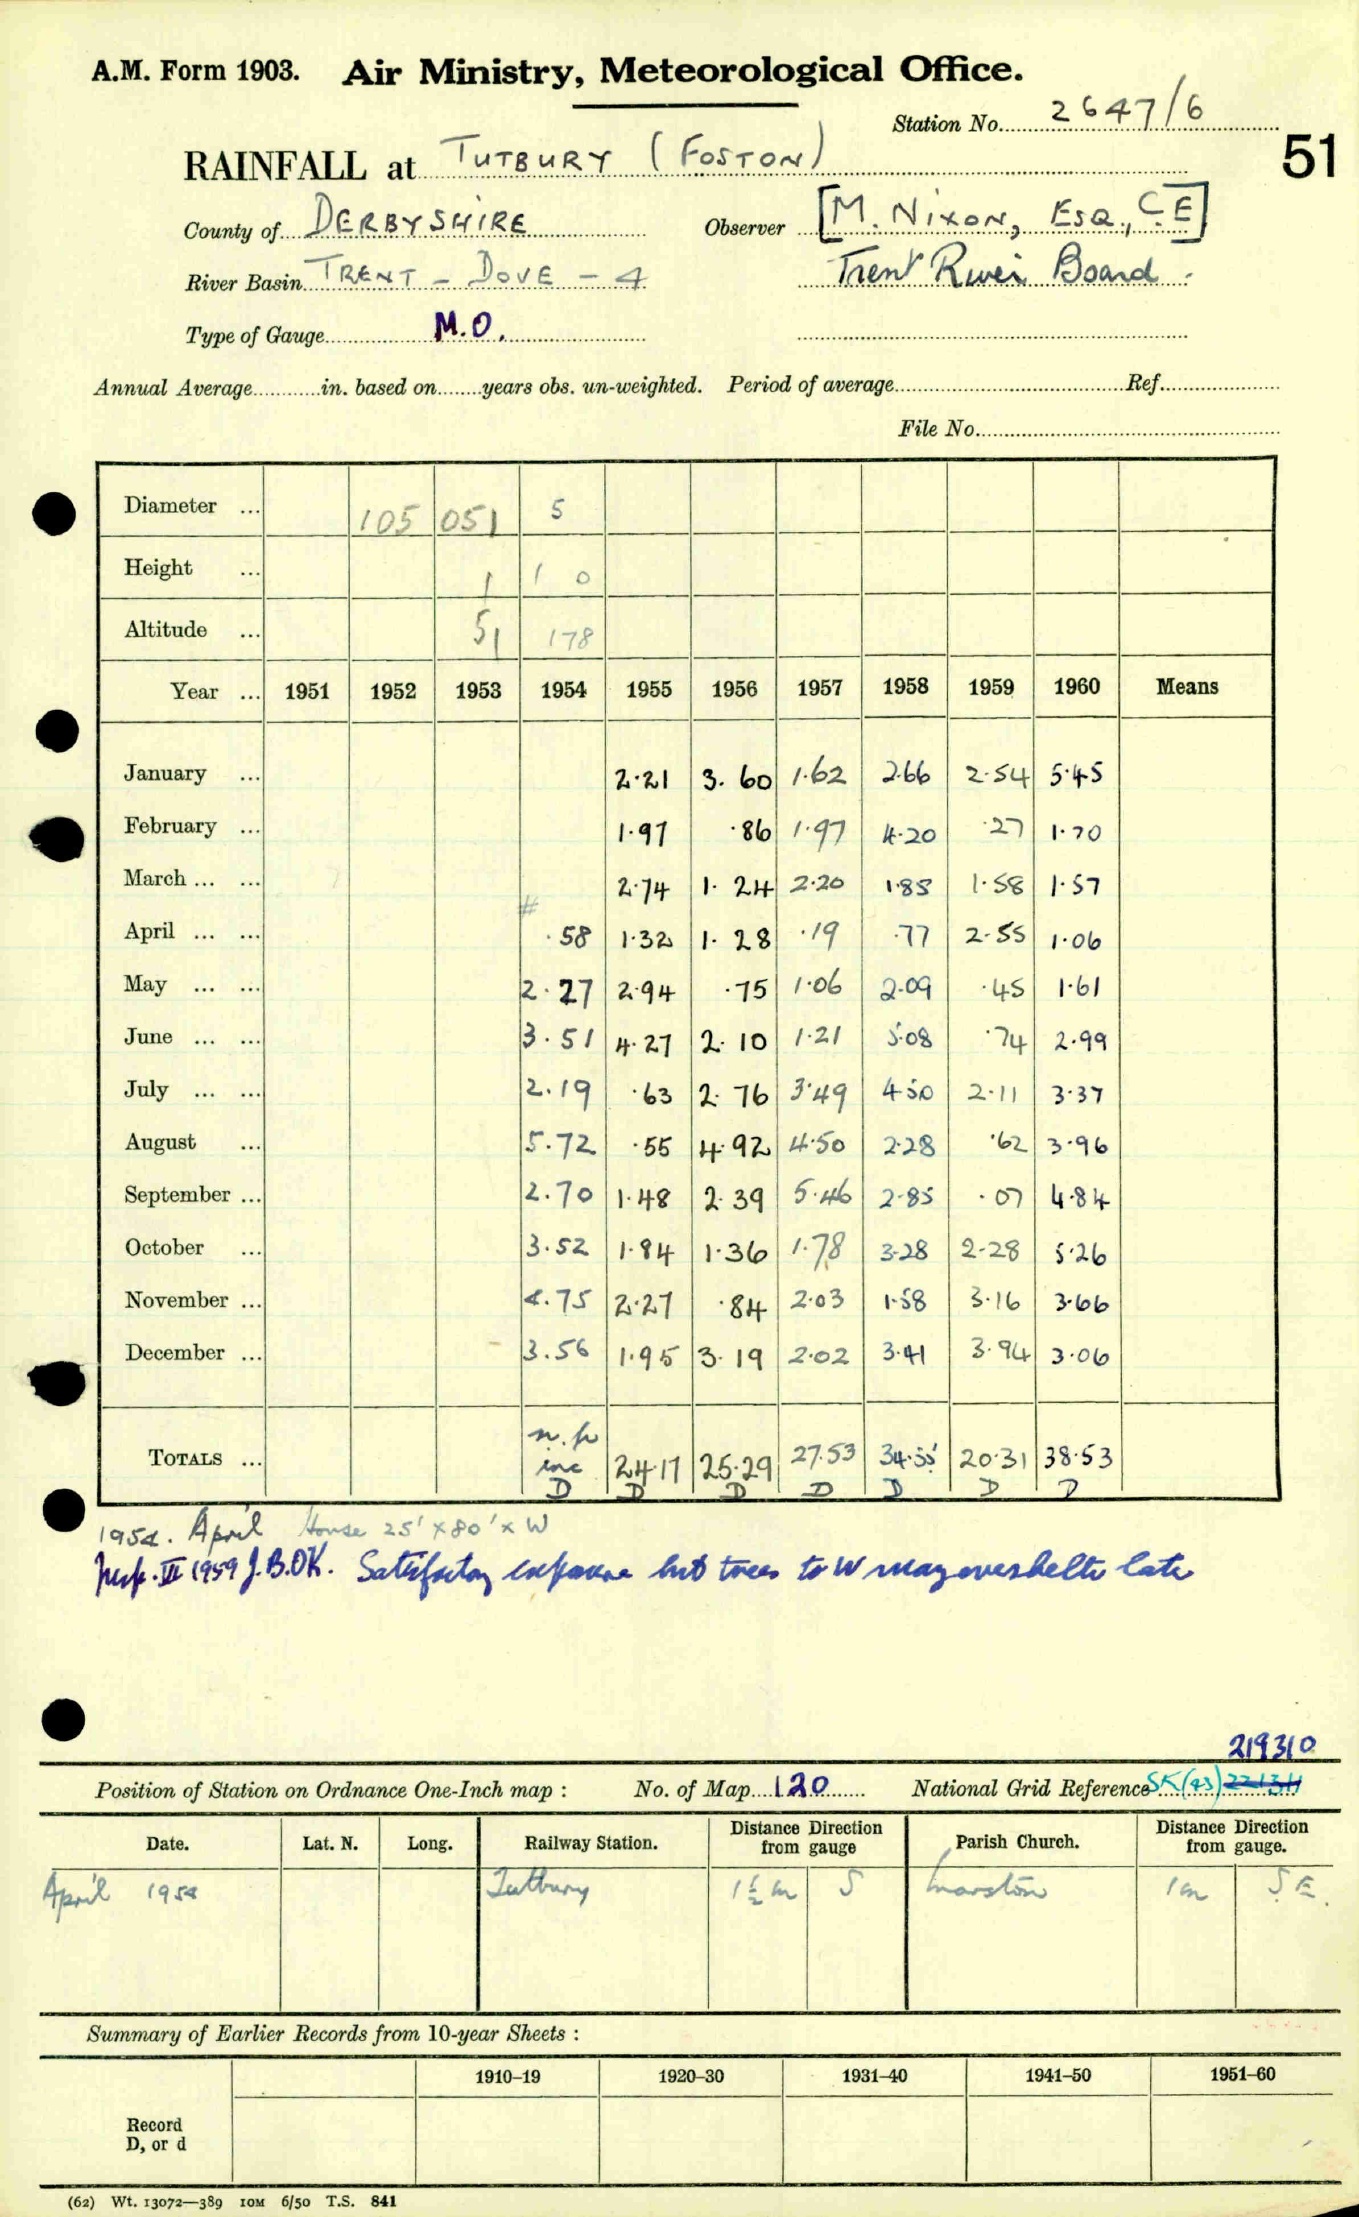 A.M. Form 1903. Air Ministry, Meteorological Office.
Station No. 2647/6
51
RAINFALL at TUTBURY (FOSTON)
County of DERBYSHIRE Observer [M. NIXON, ESQ., C.E]
River Basin TRENT - DOVE - 4 Trent River Board.
Type of Gauge M.O.
Annual Average in. based on years obs. un-weighted. Period of average Ref.
File No.
Diameter ... 105 051 5
Height ... 1 1 0
Altitude ... 51 178
Year ... 1951 1952 1953 1954 1955 1956 1957 1958 1959 1960 Means
January ... 2.21 3.60 1.62 2.66 2.54 5.45
February ... 1.97 .86 1.97 4.20 .27 1.70
March ... ... 2.74 1.24 2.20 1.85 1.58 1.57
#
April ... ... .58 1.32 1.28 .19 .77 2.55 1.06
May ... ... 2.27 2.94 .75 1.06 2.09 .45 1.61
June ... ... 3.51 4.27 2.10 1.21 5.08 .74 2.99
July ... ... 2.19 .63 2.76 3.49 4.50 2.11 3.37
August ... 5.72 .55 4.92 4.50 2.28 .62 3.96
September ... 2.70 1.48 2.39 5.46 2.85 .07 4.84
October ... 3.52 1.84 1.36 1.78 3.28 2.28 5.26
November ... 4.75 2.27 .84 2.03 1.58 3.16 3.66
December ... 3.56 1.95 3.19 2.02 3.41 3.94 3.06
n.p
TOTALS ... inc 24.17 25.29 27.53 34.55 20.31 38.53
D D D D D D D
1954. April House 25' x 80' x W
Insp. VII 1959 J.B. OK. Satisfactory exposure but trees to W may overshelter later
219310
Position of Station on Ordnance One-Inch map : No. of Map 120 National Grid Reference SK(43) 221311
Date. Lat. N. Long. Railway Station. Distance Direction from gauge Parish Church. Distance Direction from gauge.
April 1954 Tutbury 1½ m S Marston 1m S.E.
Summary of Earlier Records from 10-year Sheets :
1910–19 1920–30 1931–40 1941–50 1951–60
Record
D, or d
(62) Wt. 13072—389 10M 6/50 T.S. 841